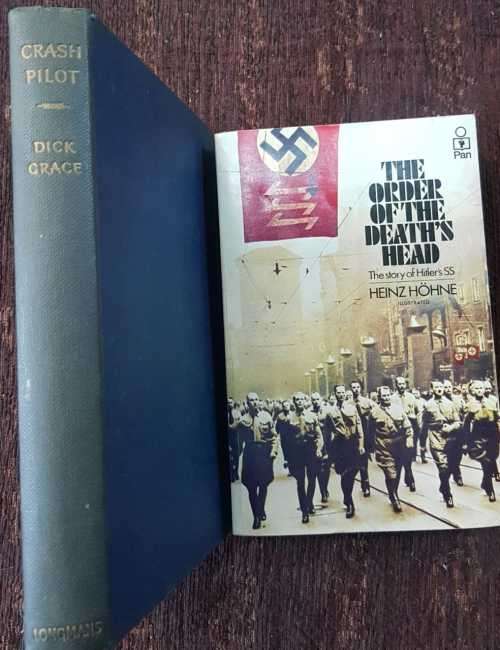 CRASH
PILOT
DICK
GRACE
LONGMANS
Pan
THE
ORDER
OF THE
DEATH'S
HEAD
The story of Hitler's SS
HEINZ HÖHNE
ILLUSTRATED